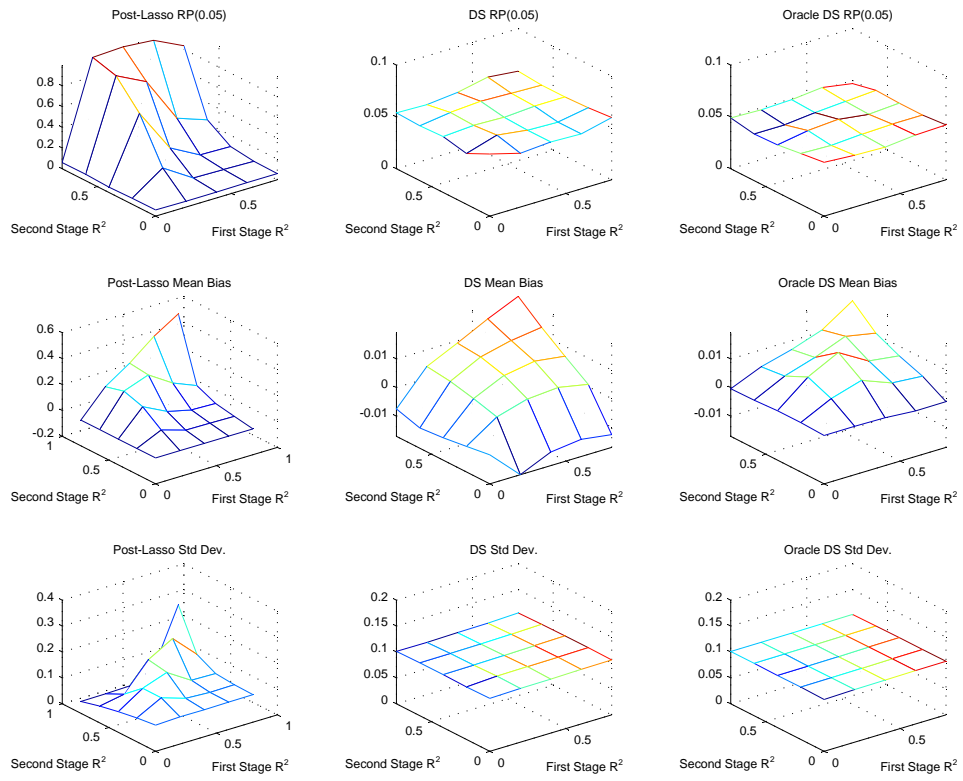 Post-Lasso RP(0.05)
0.8
0.6
0.4
0.2
0
0.5
0
0
0.5
Second Stage R²
First Stage R²
DS RP(0.05)
0.1
0.05
0
0.5
0
0
0.5
Second Stage R²
First Stage R²
Oracle DS RP(0.05)
0.1
0.05
0
0.5
0
0
0.5
Second Stage R²
First Stage R²
Post-Lasso Mean Bias
0.6
0.4
0.2
0
-0.2
1
0.5
0
0
0.5
1
Second Stage R²
First Stage R²
DS Mean Bias
0.01
0
-0.01
0.5
0
0
0.5
Second Stage R²
First Stage R²
Oracle DS Mean Bias
0.01
0
-0.01
0.5
0
0
0.5
Second Stage R²
First Stage R²
Post-Lasso Std Dev.
0.4
0.3
0.2
0.1
0
1
0.5
0
0
0.5
1
Second Stage R²
First Stage R²
DS Std Dev.
0.2
0.15
0.1
0.05
0
0.5
0
0
0.5
Second Stage R²
First Stage R²
Oracle DS Std Dev.
0.2
0.15
0.1
0.05
0
0.5
0
0
0.5
Second Stage R²
First Stage R²